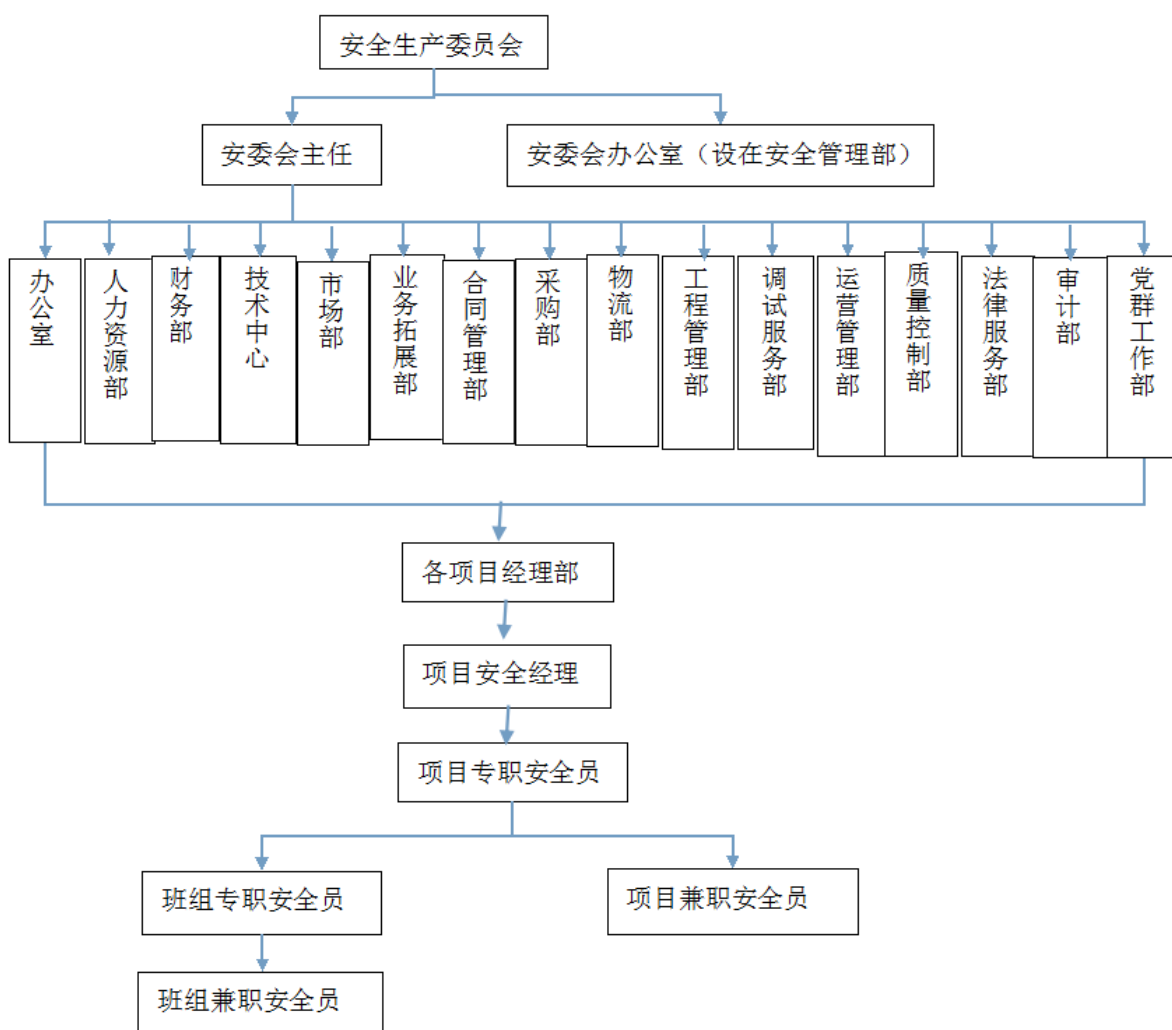 安全生产委员会
安委会主任
安委会办公室（设在安全管理部）
办公室
人力资源部
财务部
技术中心
市场部
业务拓展部
合同管理部
采购部
物流部
工程管理部
调试服务部
运营管理部
质量控制部
法律服务部
审计部
党群工作部
各项目经理部
项目安全经理
项目专职安全员
班组专职安全员
项目兼职安全员
班组兼职安全员